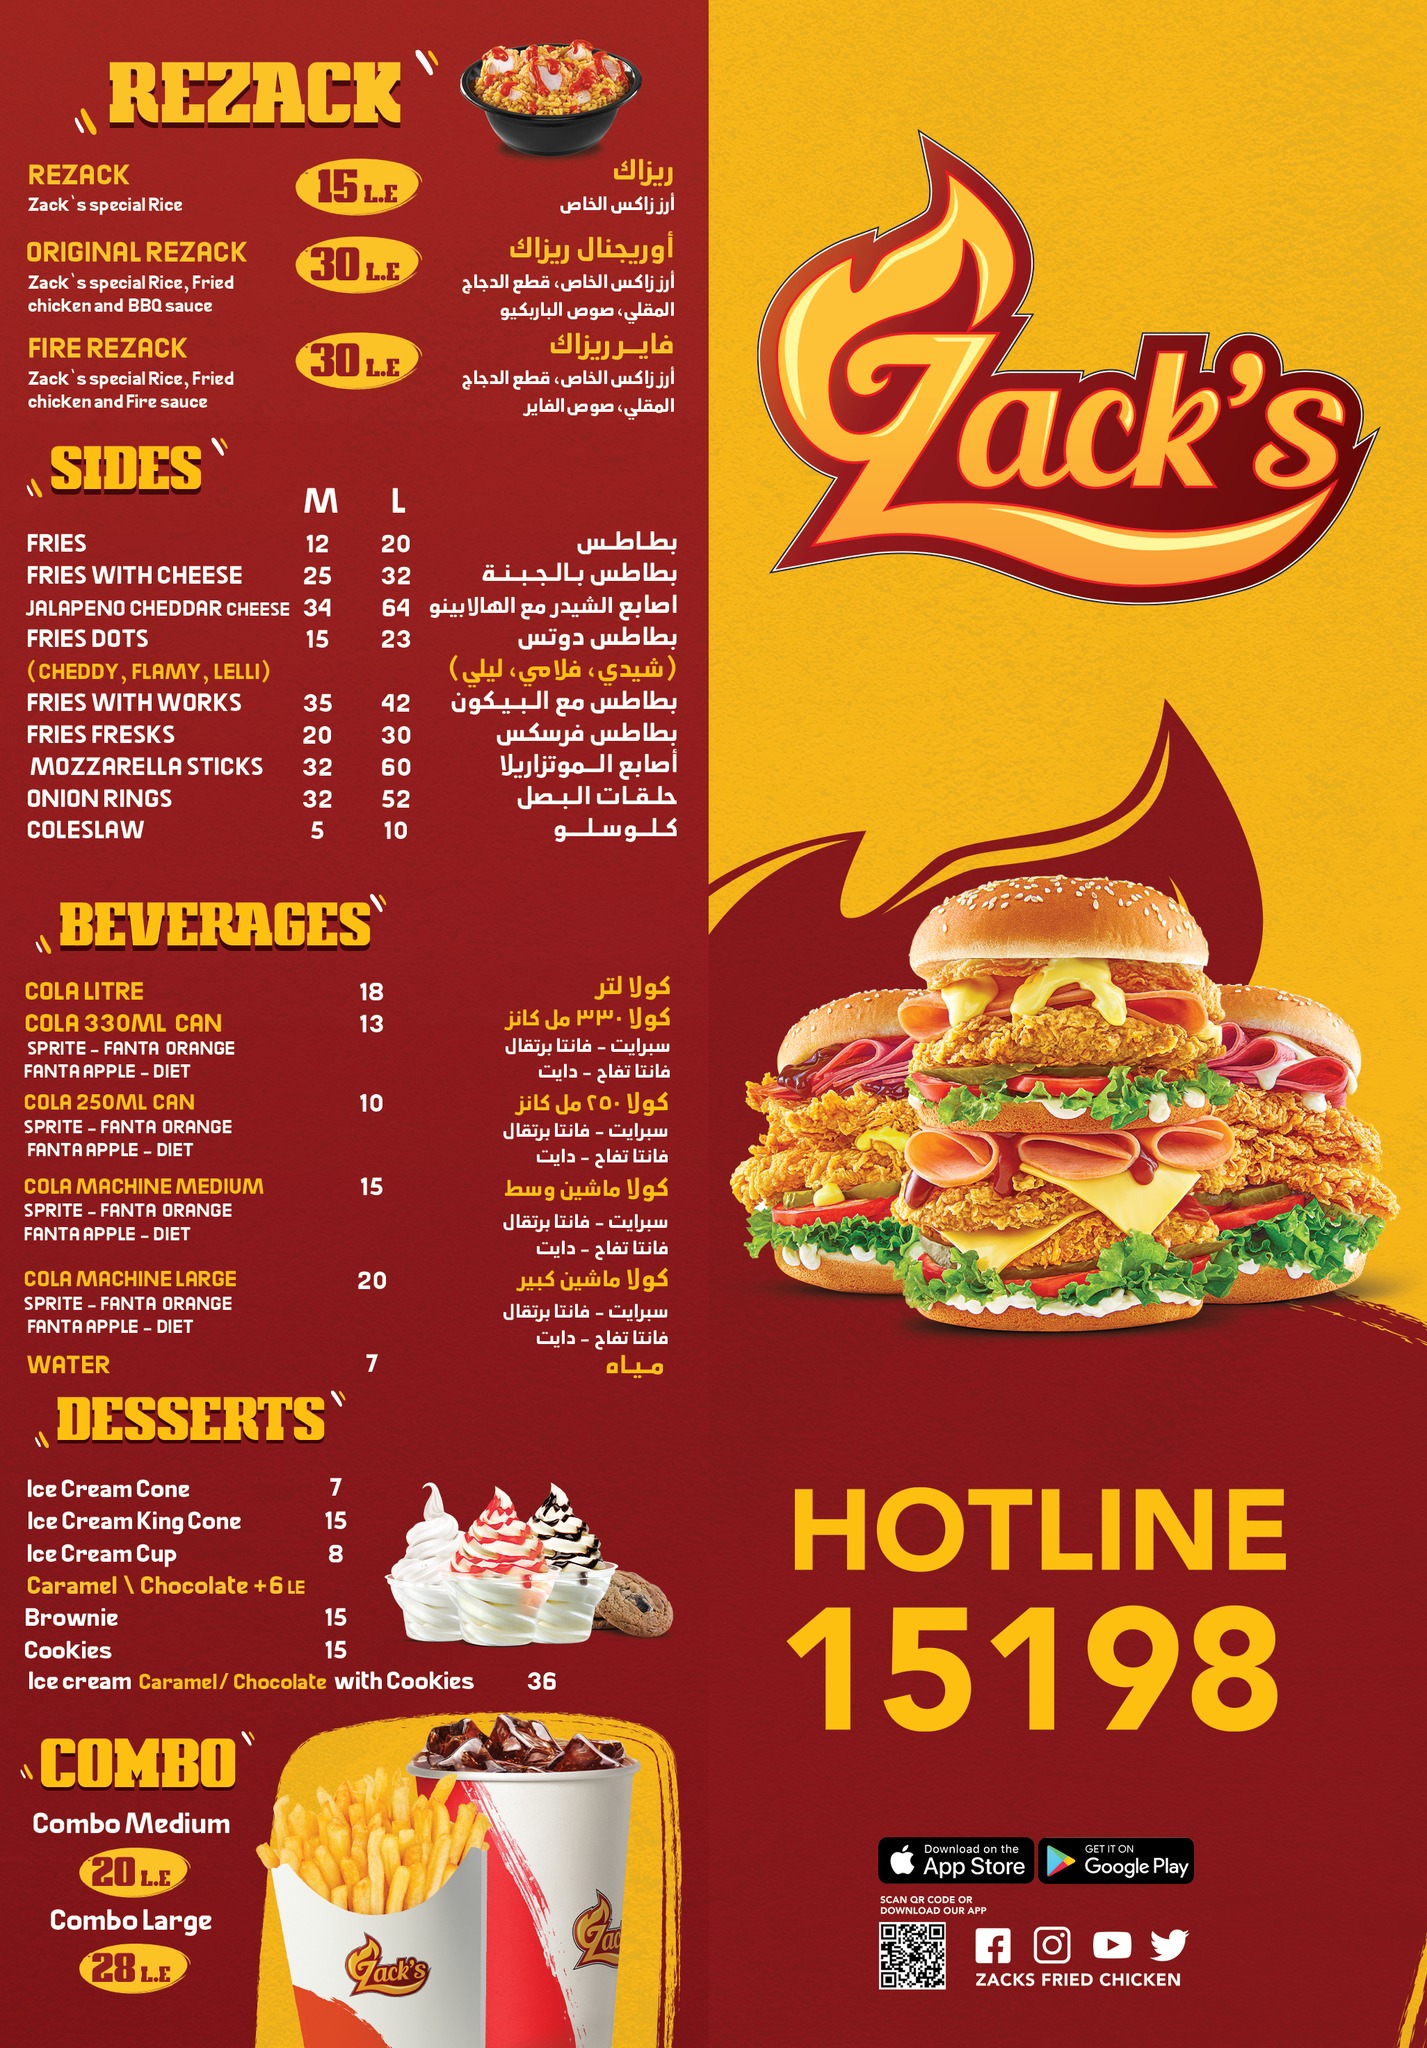 REZACK
REZACK 15 L.E ريزاك
Zack`s special Rice أرز زاكس الخاص
ORIGINAL REZACK 30 L.E أوريجنال ريزاك
Zack`s special Rice, Fried أرز زاكس الخاص، قطع الدجاج
chicken and BBQ sauce المقلي، صوص الباربكيو
FIRE REZACK 30 L.E فاير ريزاك
Zack`s special Rice, Fried أرز زاكس الخاص، قطع الدجاج
chicken and Fire sauce المقلي، صوص الفاير
SIDES
M L
FRIES 12 20 بطاطس
FRIES WITH CHEESE 25 32 بطاطس بالجبنة
JALAPENO CHEDDAR CHEESE 34 64 اصابع الشيدر مع الهالابينو
FRIES DOTS 15 23 بطاطس دوتس
(CHEDDY, FLAMY, LELLI) (شيدي، فلامي، ليلي)
FRIES WITH WORKS 35 42 بطاطس مع البيكون
FRIES FRESKS 20 30 بطاطس فرسكس
MOZZARELLA STICKS 32 60 أصابع الموتزاريلا
ONION RINGS 32 52 حلقات البصل
COLESLAW 5 10 كلوسلو
BEVERAGES
COLA LITRE 18 كولا لتر
COLA 330ML CAN 13 كولا ٣٣٠ مل كانز
SPRITE - FANTA ORANGE سبرايت - فانتا برتقال
FANTA APPLE - DIET فانتا تفاح - دايت
COLA 250ML CAN 10 كولا ٢٥٠ مل كانز
SPRITE - FANTA ORANGE سبرايت - فانتا برتقال
FANTA APPLE - DIET فانتا تفاح - دايت
COLA MACHINE MEDIUM 15 كولا ماشين وسط
SPRITE - FANTA ORANGE سبرايت - فانتا برتقال
FANTA APPLE - DIET فانتا تفاح - دايت
COLA MACHINE LARGE 20 كولا ماشين كبير
SPRITE - FANTA ORANGE سبرايت - فانتا برتقال
FANTA APPLE - DIET فانتا تفاح - دايت
WATER 7 مياه
DESSERTS
Ice Cream Cone 7
Ice Cream King Cone 15
Ice Cream Cup 8
Caramel \ Chocolate +6 LE
Brownie 15
Cookies 15
Ice cream Caramel/ Chocolate with Cookies 36
COMBO
Combo Medium
20 L.E
Combo Large
28 L.E
Zack's
Zac
Zack's
HOTLINE
15198
Download on the
App Store
GET IT ON
Google Play
SCAN QR CODE OR
DOWNLOAD OUR APP
ZACKS FRIED CHICKEN